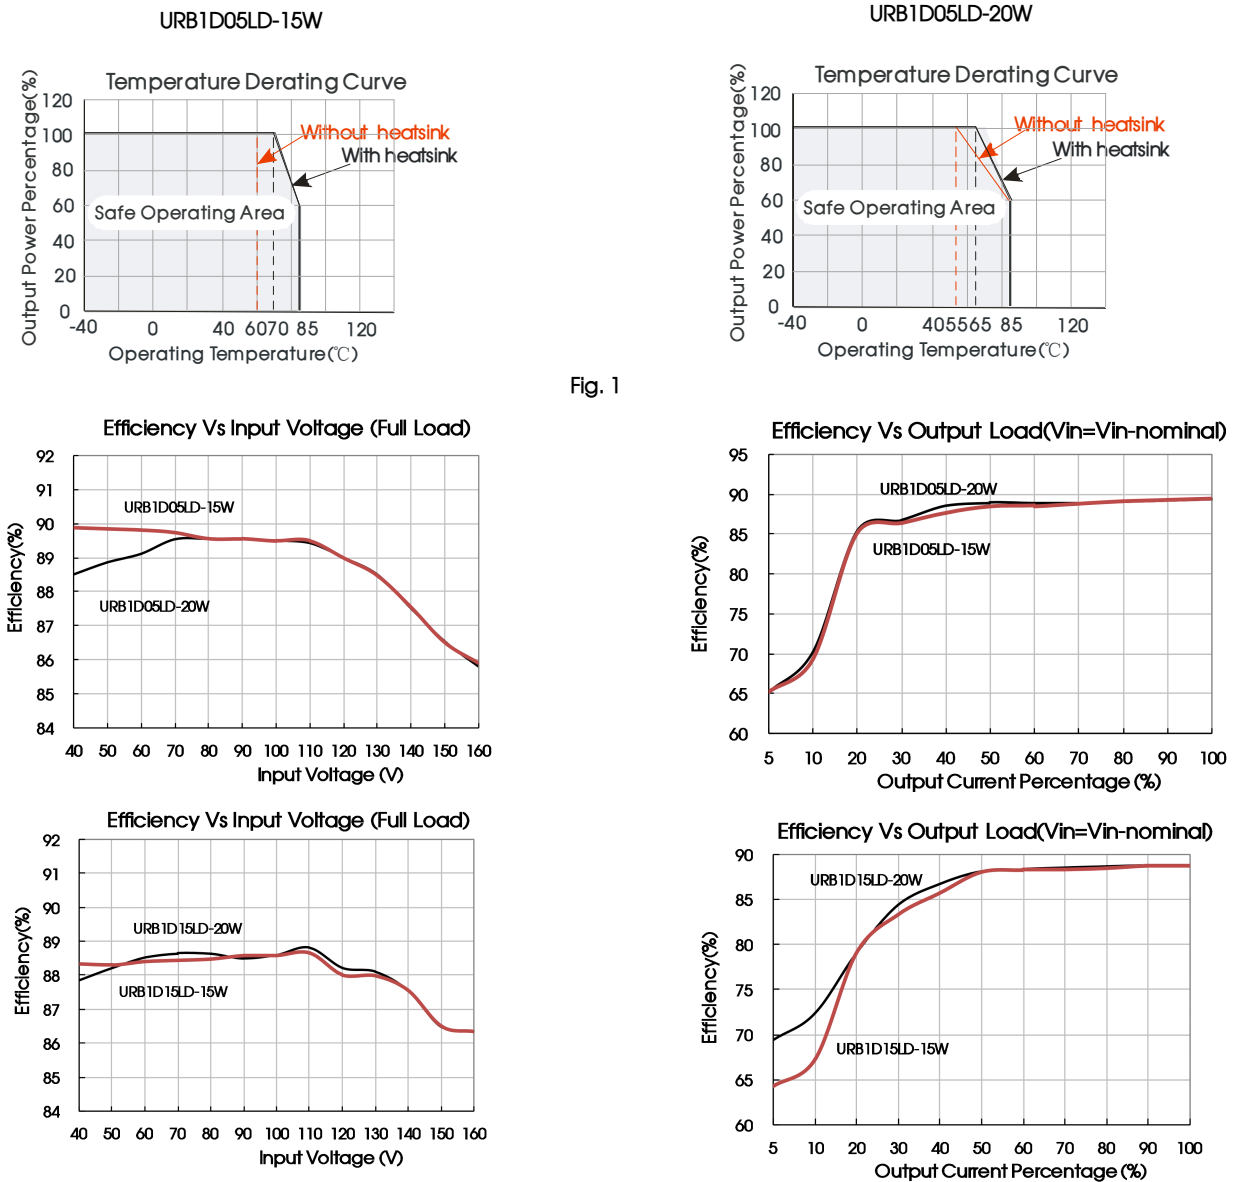 URB1D05LD-15W
Temperature Derating Curve
Output Power Percentage(%)
120
100
80
60
40
20
0
Without heatsink
With heatsink
Safe Operating Area
-40 0 40 60 70 85 120
Operating Temperature(℃)
URB1D05LD-20W
Temperature Derating Curve
Output Power Percentage(%)
120
100
80
60
40
20
0
Without heatsink
With heatsink
Safe Operating Area
-40 0 40 55 65 85 120
Operating Temperature(℃)
Fig. 1
Efficiency Vs Input Voltage (Full Load)
Efficiency(%)
92
91
90
89
88
87
86
85
84
URB1D05LD-15W
URB1D05LD-20W
40 50 60 70 80 90 100 110 120 130 140 150 160
Input Voltage (V)
Efficiency Vs Output Load(Vin=Vin-nominal)
Efficiency(%)
95
90
85
80
75
70
65
60
URB1D05LD-20W
URB1D05LD-15W
5 10 20 30 40 50 60 70 80 90 100
Output Current Percentage (%)
Efficiency Vs Input Voltage (Full Load)
Efficiency(%)
92
91
90
89
88
87
86
85
84
URB1D15LD-20W
URB1D15LD-15W
40 50 60 70 80 90 100 110 120 130 140 150 160
Input Voltage (V)
Efficiency Vs Output Load(Vin=Vin-nominal)
Efficiency(%)
90
85
80
75
70
65
60
URB1D15LD-20W
URB1D15LD-15W
5 10 20 30 40 50 60 70 80 90 100
Output Current Percentage (%)